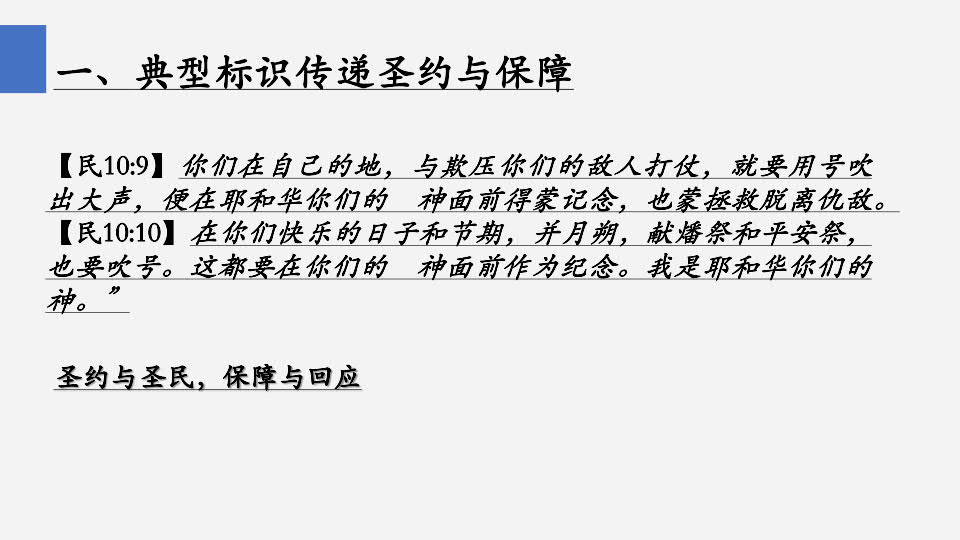 一、典型标识传递圣约与保障
【民10:9】你们在自己的地，与欺压你们的敌人打仗，就要用号吹
出大声，便在耶和华你们的　神面前得蒙记念，也蒙拯救脱离仇敌。
【民10:10】在你们快乐的日子和节期，并月朔，献燔祭和平安祭，
也要吹号。这都要在你们的　神面前作为纪念。我是耶和华你们的
神。”
圣约与圣民，保障与回应